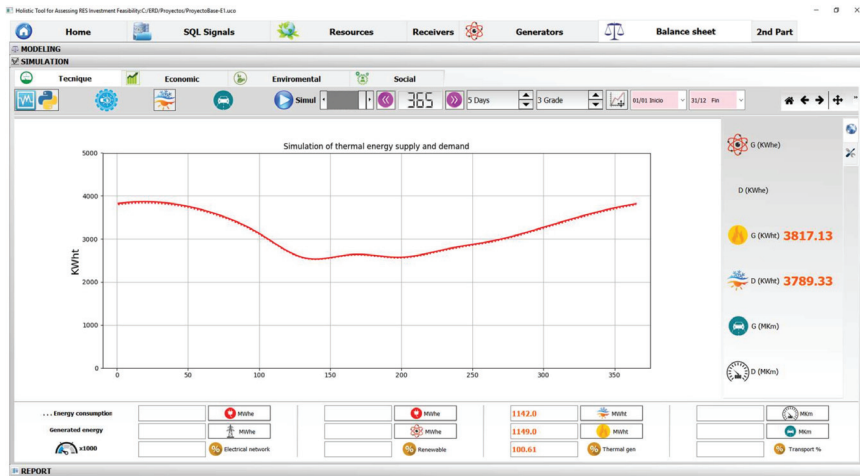 Holistic Tool for Assessing RES Investment Feasibility:C:/ERD/Proyectos/ProyectoBase-E1.uco
Home SQL Signals Resources Receivers Generators Balance sheet 2nd Part
MODELING
SIMULATION
Tecnique Economic Enviromental Social
Simul 365 5 Days 3 Grade 01/01 Inicio 31/12 Fin
Simulation of thermal energy supply and demand
KWht
5000
4000
3000
2000
1000
0
0 50 100 150 200 250 300 350
G (KWhe)
D (KWhe)
G (KWht) 3817.13
D (KWht) 3789.33
G (MKm)
D (MKm)
... Energy consumption MWhe MWhe 1142.0 MWht MKm
Generated energy MWhe MWhe 1149.0 MWht MKm
x1000 % Electrical network % Renewable 100.61 % Thermal gen % Transport %
REPORT